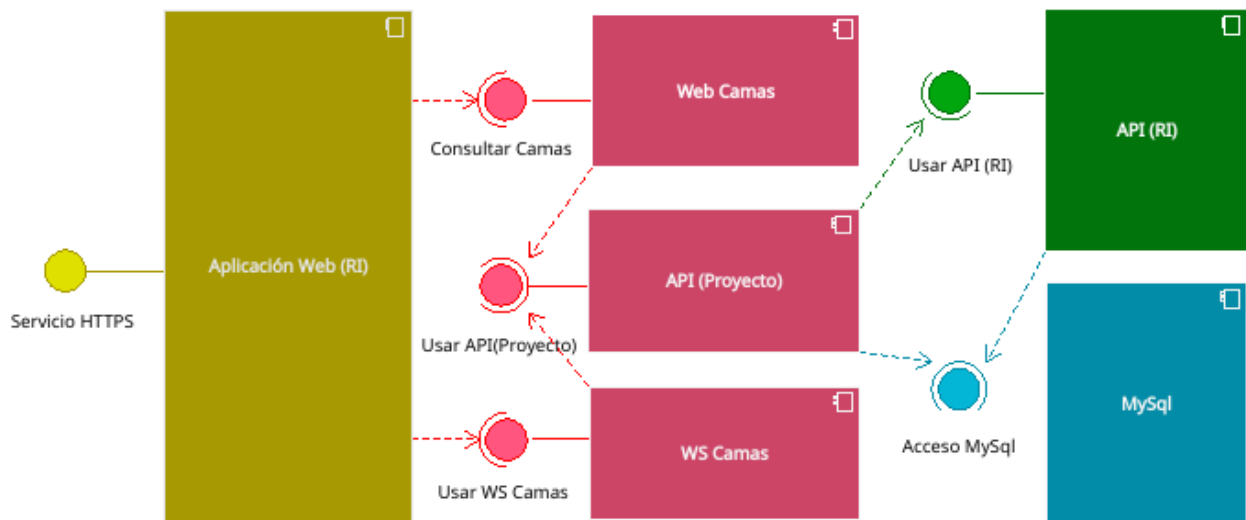 Web Camas
API (RI)
Consultar Camas
Usar API (RI)
Aplicación Web (RI)
API (Proyecto)
Servicio HTTPS
Usar API(Proyecto)
MySql
Acceso MySql
WS Camas
Usar WS Camas